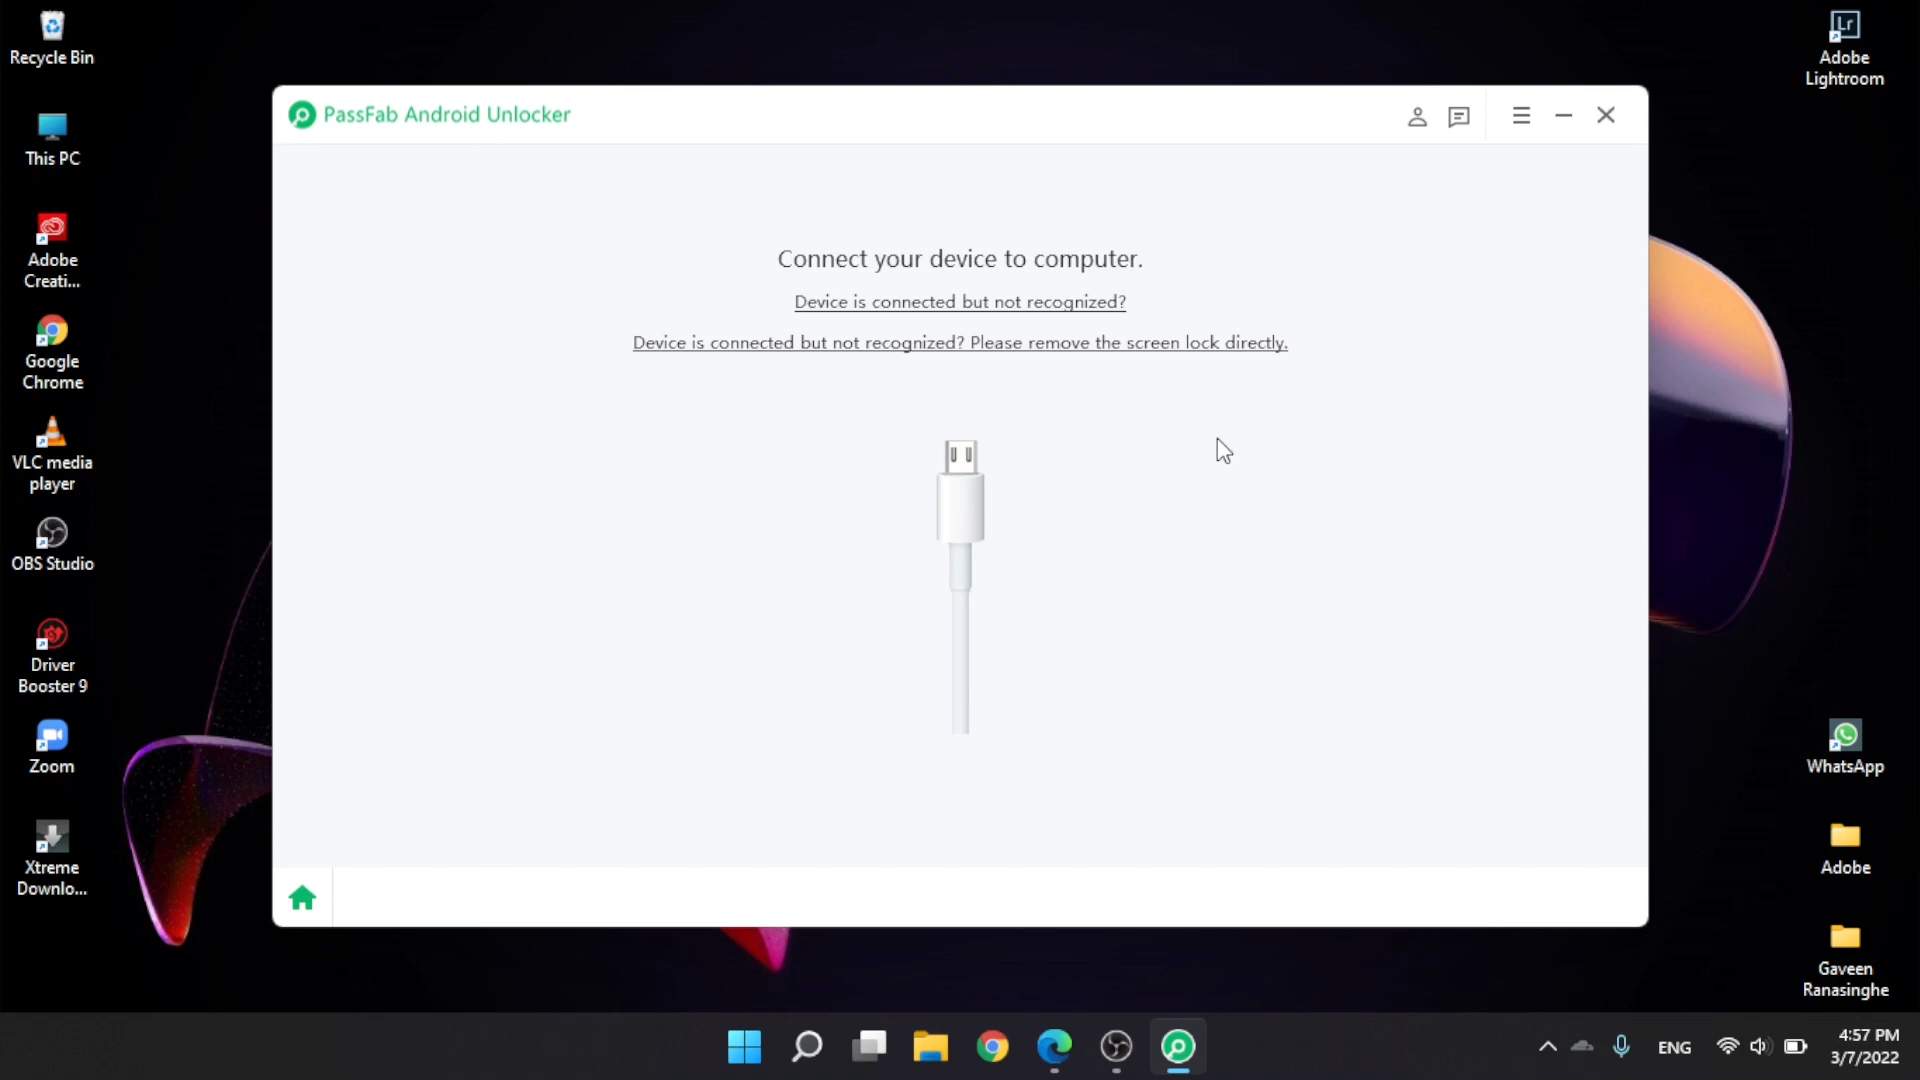 Recycle Bin
This PC
Adobe
Creati...
Google
Chrome
VLC media
player
OBS Studio
Driver
Booster 9
Zoom
Xtreme
Downlo...
PassFab Android Unlocker
Connect your device to computer.
Device is connected but not recognized?
Device is connected but not recognized? Please remove the screen lock directly.
Lr
Adobe
Lightroom
WhatsApp
Adobe
Gaveen
Ranasinghe
ENG
4:57 PM
3/7/2022